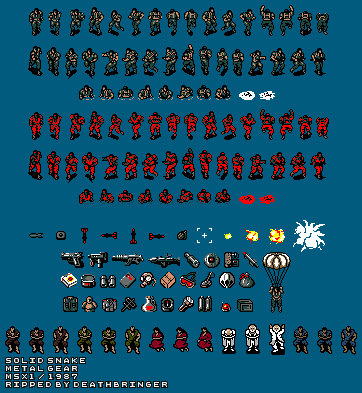 SOLID SNAKE
METAL GEAR
MSX1 / 1987
RIPPED BY DEATHBRINGER